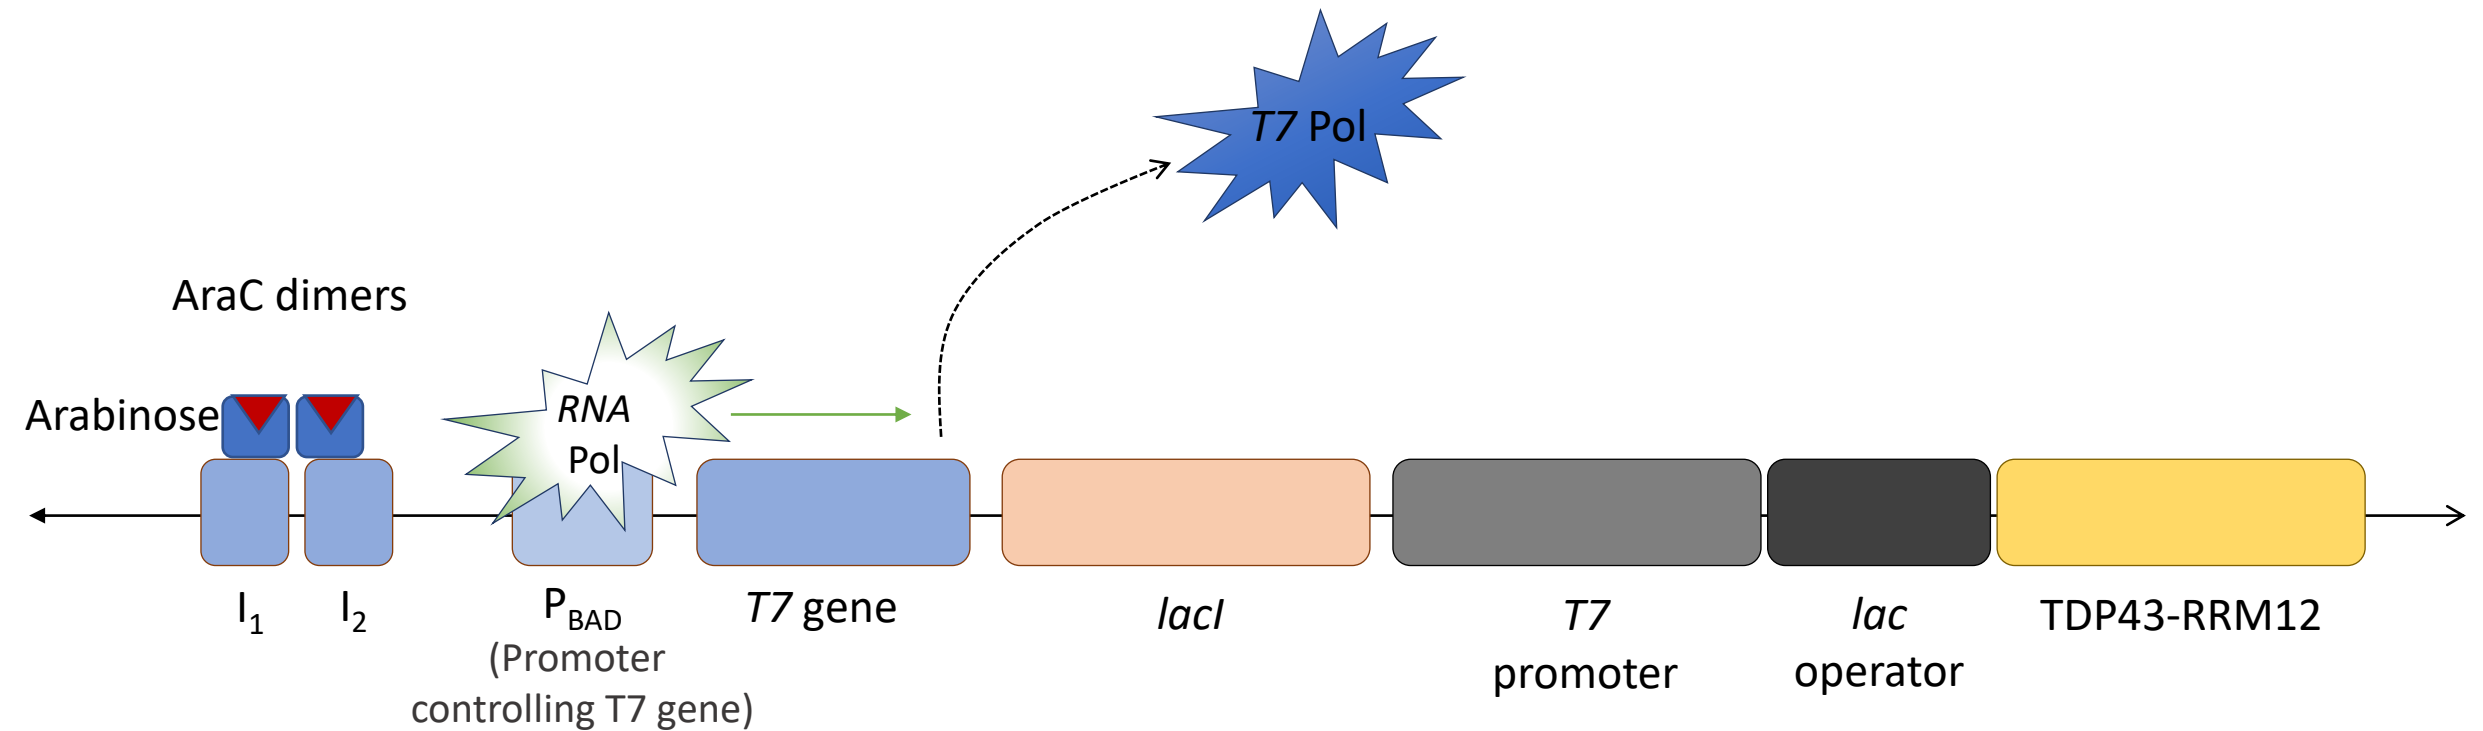 T7 Pol
AraC dimers
Arabinose
RNA
Pol
I1
I2
PBAD
(Promoter
controlling T7 gene)
T7 gene
lacI
T7
promoter
lac
operator
TDP43-RRM12